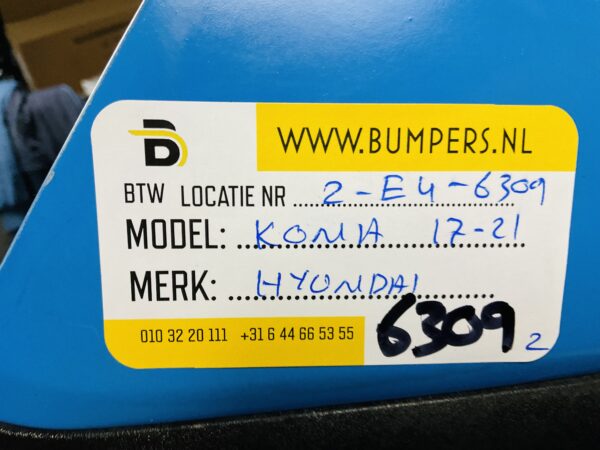 B
WWW.BUMPERS.NL
BTW LOCATIE NR 2-E4-6309
MODEL: KONA 17-21
MERK: HYUNDAI
010 32 20 111 +31 6 44 66 53 55
6309 2